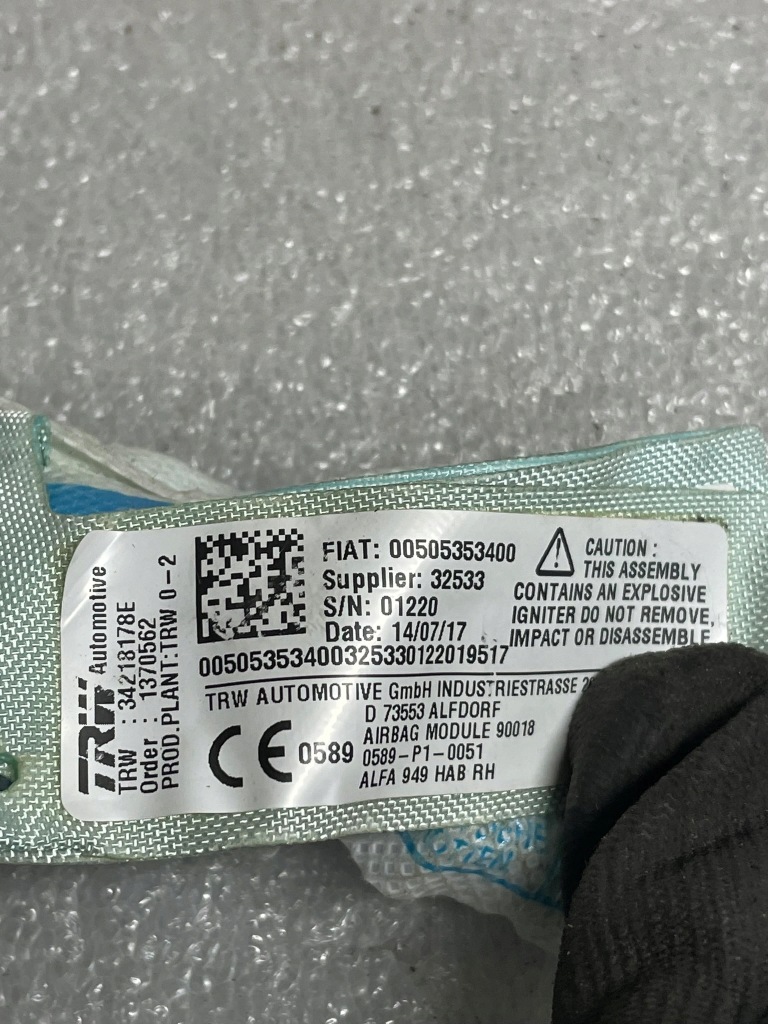 TRW Automotive
TRW : 34218178E
Order : 1370562
PROD.PLANT:TRW 0-2
FIAT: 00505353400
Supplier: 32533
S/N: 01220
Date: 14/07/17
CAUTION :
THIS ASSEMBLY
CONTAINS AN EXPLOSIVE
IGNITER DO NOT REMOVE,
IMPACT OR DISASSEMBLE
00505353400325330122019517
TRW AUTOMOTIVE GmbH INDUSTRIESTRASSE
D 73553 ALFDORF
AIRBAG MODULE 90018
CE 0589 0589-P1-0051
ALFA 949 HAB RH